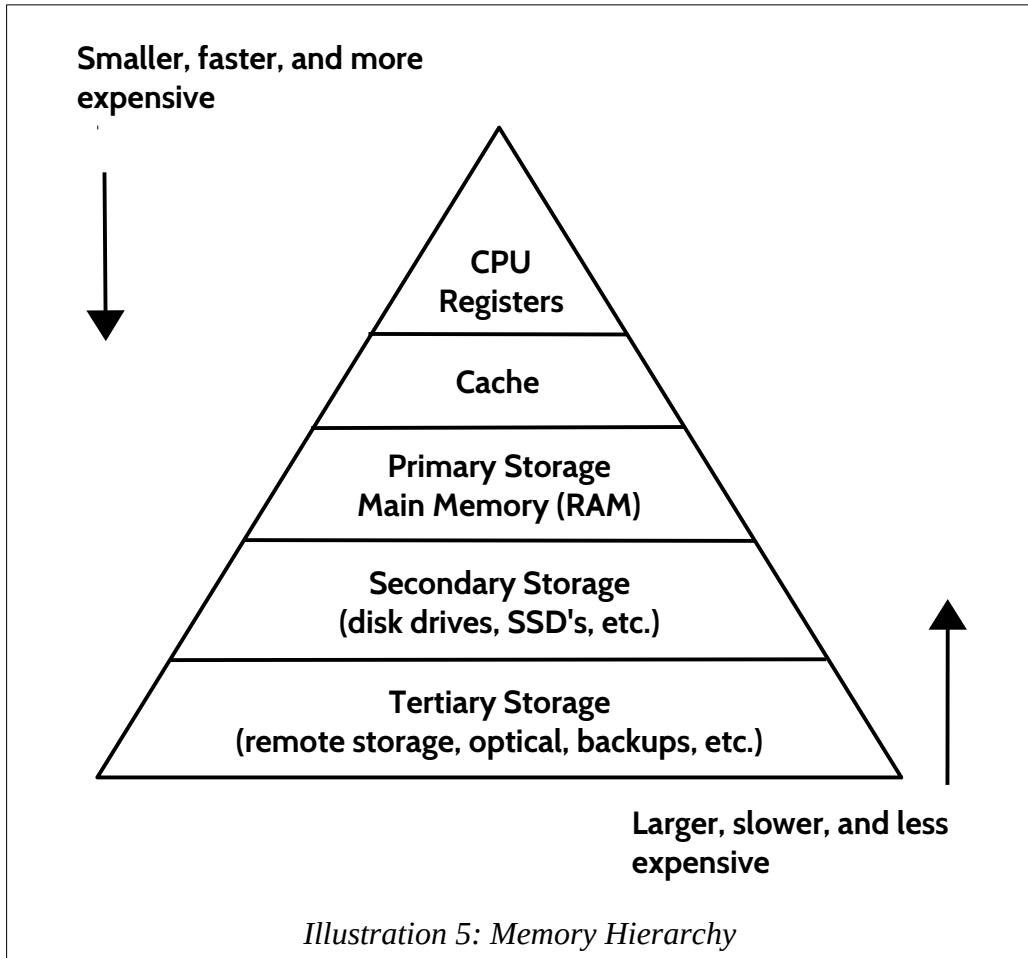 Smaller, faster, and more
expensive
CPU
Registers
Cache
Primary Storage
Main Memory (RAM)
Secondary Storage
(disk drives, SSD's, etc.)
Tertiary Storage
(remote storage, optical, backups, etc.)
Larger, slower, and less
expensive
Illustration 5: Memory Hierarchy